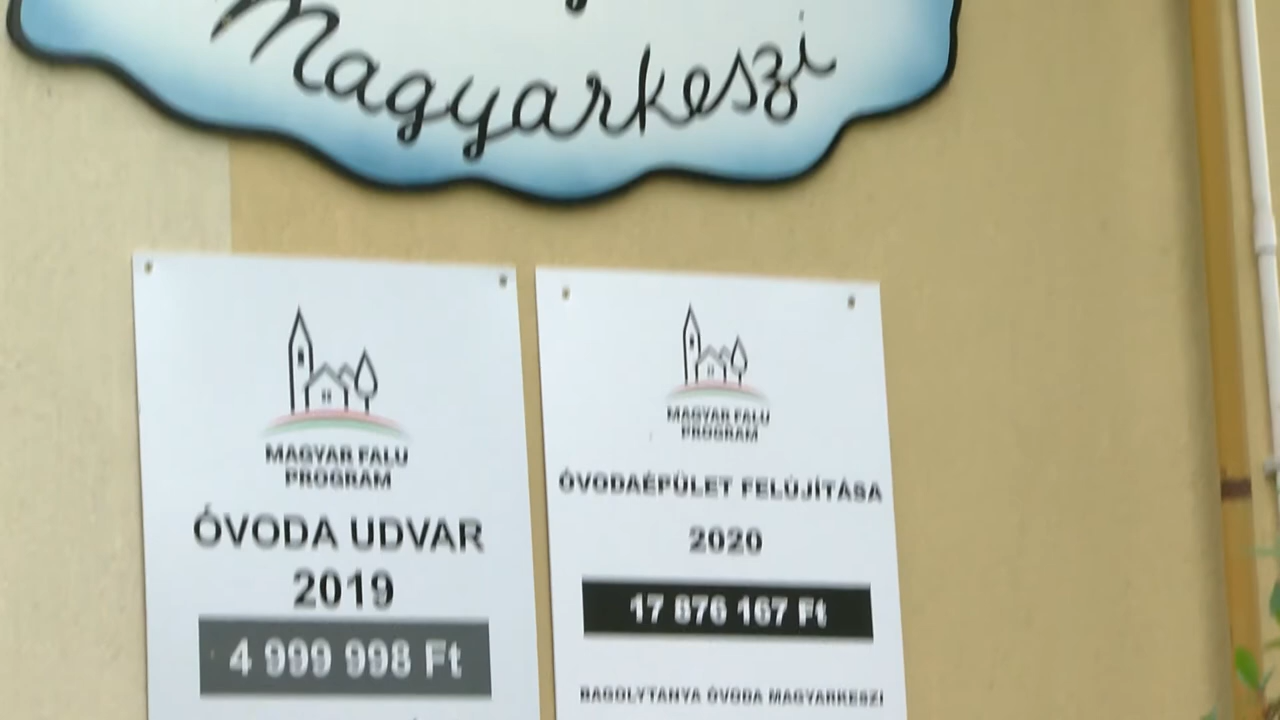 Magyarkeszi
MAGYAR FALU
PROGRAM
ÓVODA UDVAR
2019
4 999 998 Ft
MAGYAR FALU
PROGRAM
ÓVODAÉPÜLET FELÚJÍTÁSA
2020
17 876 167 Ft
BAGOLYTANYA ÓVODA MAGYARKESZI